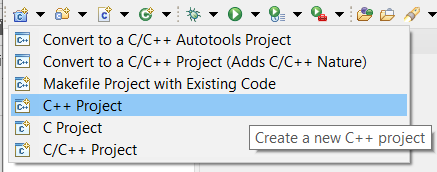 Convert to a C/C++ Autotools Project
Convert to a C/C++ Project (Adds C/C++ Nature)
Makefile Project with Existing Code
C++ Project
C Project
Create a new C++ project
C/C++ Project